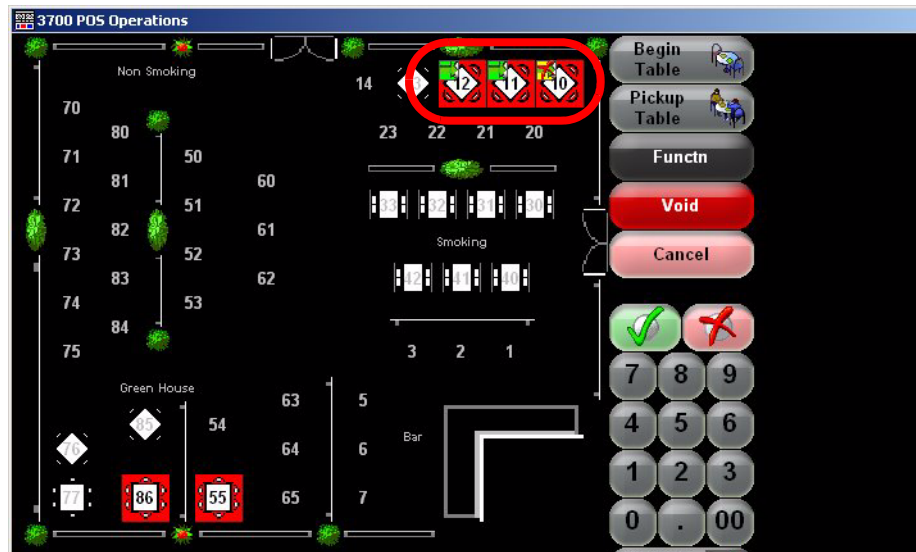 3700 POS Operations
Non Smoking
14 13 12 11 10
70
80
23 22 21 20
71
50
81
60
72
51
33 32 31 30
82
61
Smoking
73
52
83
62
42 41 40
74
53
84
75
3 2 1
Green House
63
5
85
54
76
64
6
Bar
77
86
55
65
7
Begin
Table
Pickup
Table
Functn
Void
Cancel
7 8 9
4 5 6
1 2 3
0 . 00